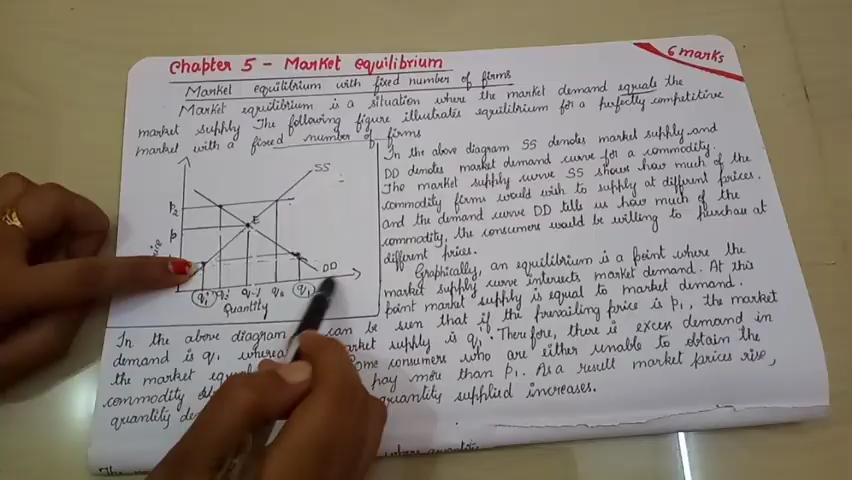 Chapter 5 - Market equilibrium
6 marks
Market equilibrium with fixed number of firms
Market equilibrium is a situation where the market demand equals the
market supply The following figure illustrates equilibrium for a perfectly competitive
market with a fixed number of firms
SS
P2
P
E
DD
q1'
q2
q1
Quantity
In the above diagram SS denotes market supply and
DD denotes market demand curve for a commodity.
The market supply curve SS shows how much of the
commodity firms would wish to supply at different prices.
and the demand curve DD tells us how much of the
commodity, the consumers would be willing to purchase at
different prices.
Graphically, an equilibrium is a point where the
market supply curve intersects market demand. At this
point market supply is equal to market demand.
In the above diagram can be seen that if the prevailing price is P1, the market
demand is q1 market supply is q1'. Therefore, there is excess demand in
the market Some consumers who are either unable to obtain the
commodity pay more than P1. As a result market prices rise,
quantity quantity supplied increases.
where